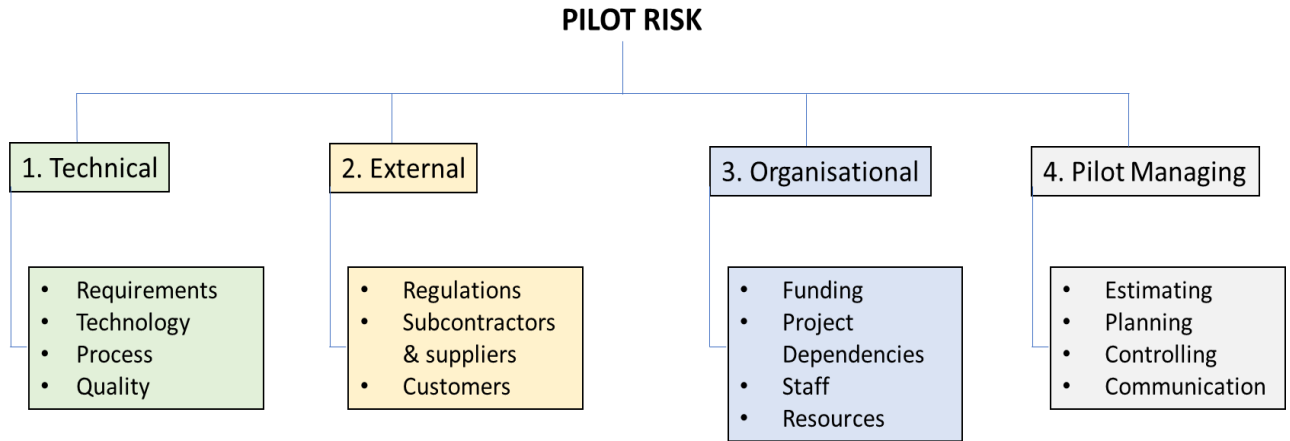 PILOT RISK
1. Technical
• Requirements
• Technology
• Process
• Quality
2. External
• Regulations
• Subcontractors
& suppliers
• Customers
3. Organisational
• Funding
• Project
Dependencies
• Staff
• Resources
4. Pilot Managing
• Estimating
• Planning
• Controlling
• Communication